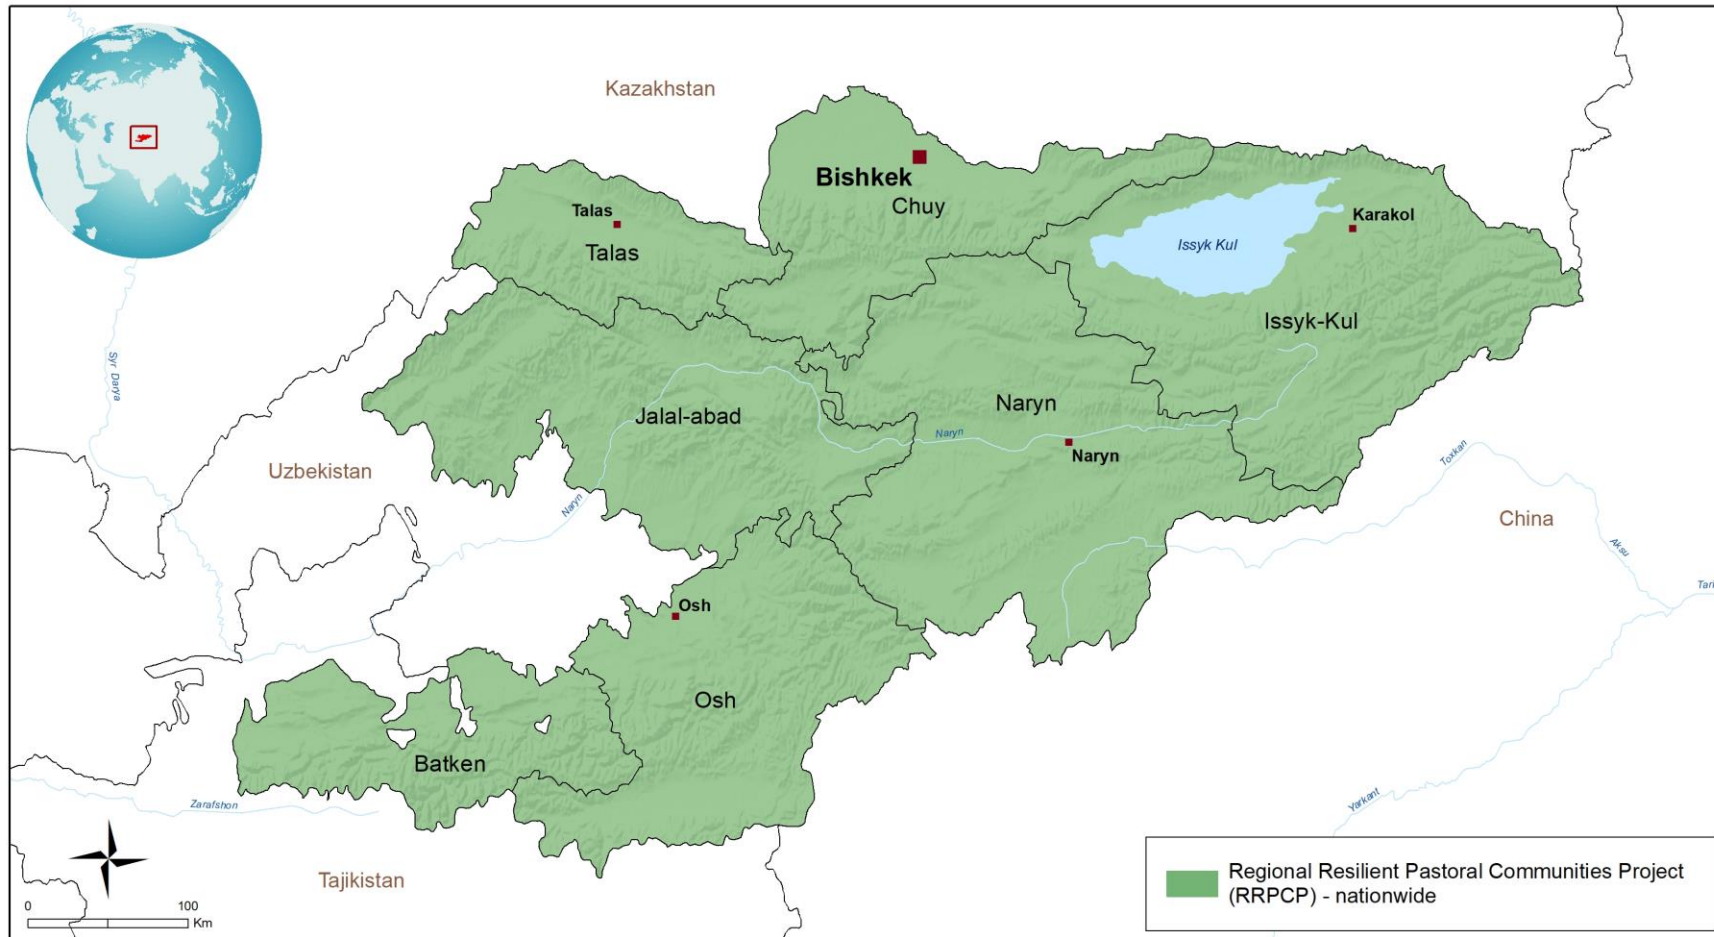 Kazakhstan
Bishkek
Chuy
Talas
Talas
Karakol
Issyk Kul
Issyk-Kul
Syr Darya
Jalal-abad
Naryn
Naryn
Naryn
Uzbekistan
Naryn
Toxkan
China
Aksu
Osh
Osh
Batken
Zarafshon
Yarkant
Tajikistan
0 100
Km
Regional Resilient Pastoral Communities Project
(RRPCP) - nationwide